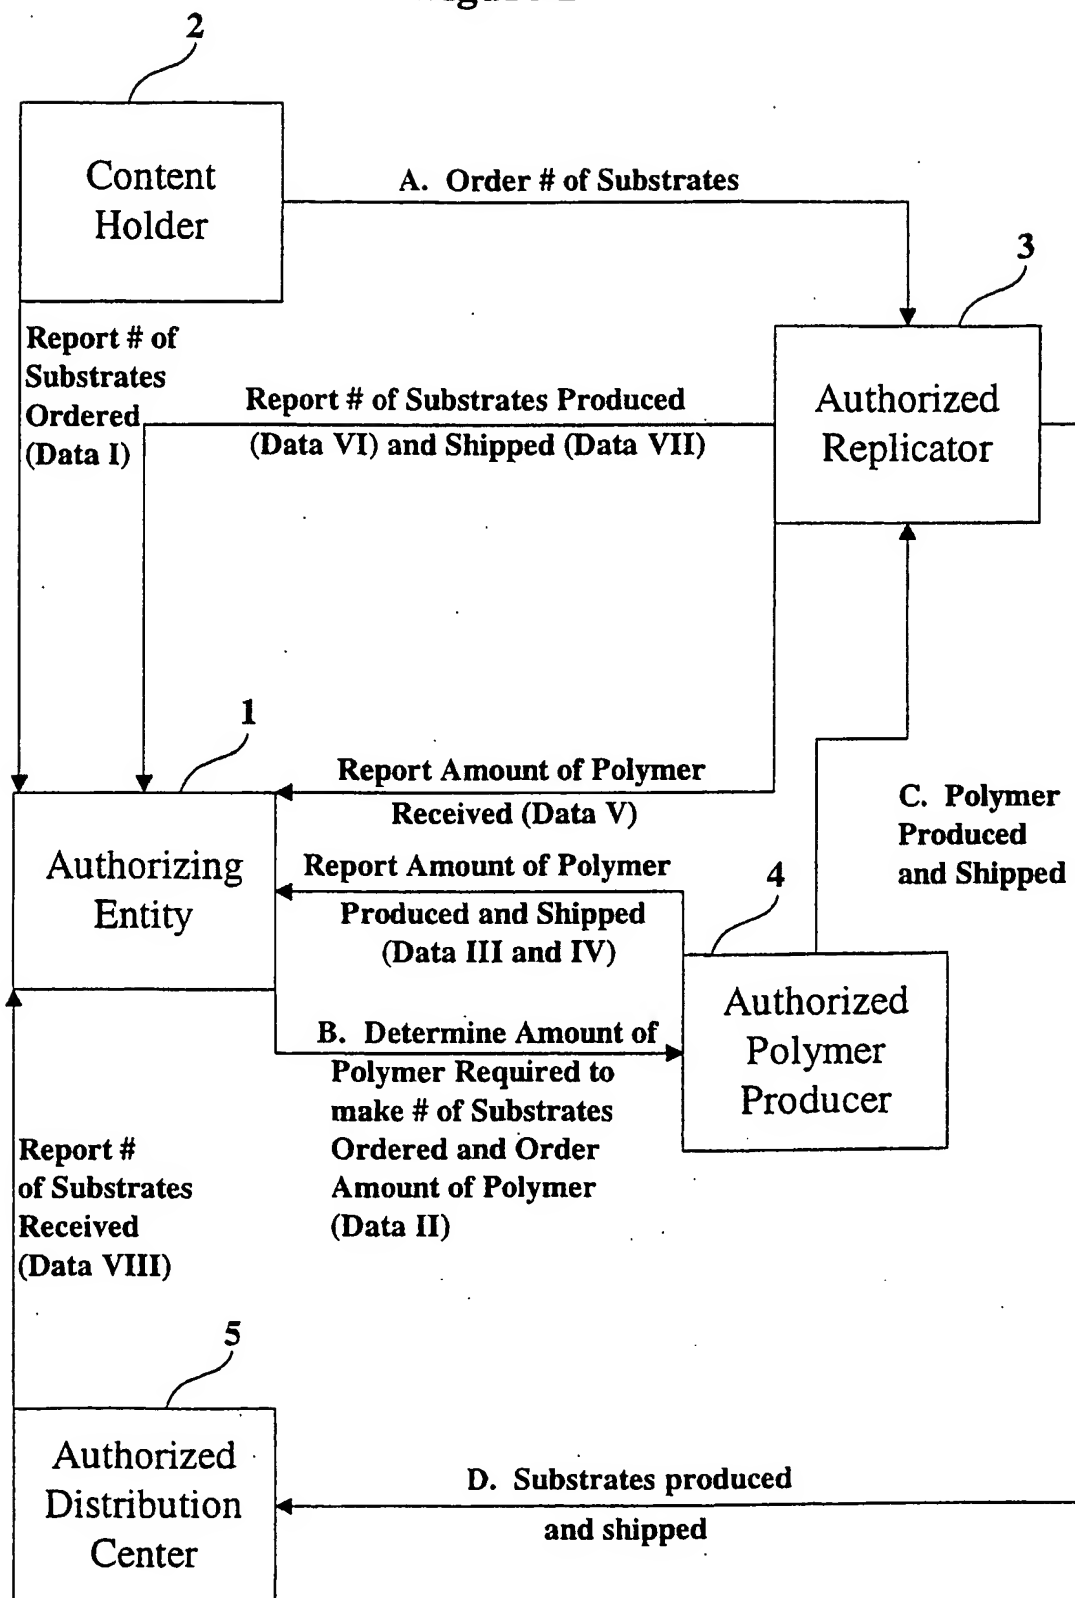 2
Content
Holder
A. Order # of Substrates
3
Report # of
Substrates
Ordered
(Data I)
Report # of Substrates Produced
(Data VI) and Shipped (Data VII)
Authorized
Replicator
1
Report Amount of Polymer
Received (Data V)
C. Polymer
Produced
and Shipped
Authorizing
Entity
Report Amount of Polymer
Produced and Shipped
(Data III and IV)
4
Authorized
Polymer
Producer
B. Determine Amount of
Polymer Required to
make # of Substrates
Ordered and Order
Amount of Polymer
(Data II)
Report #
of Substrates
Received
(Data VIII)
5
Authorized
Distribution
Center
D. Substrates produced
and shipped